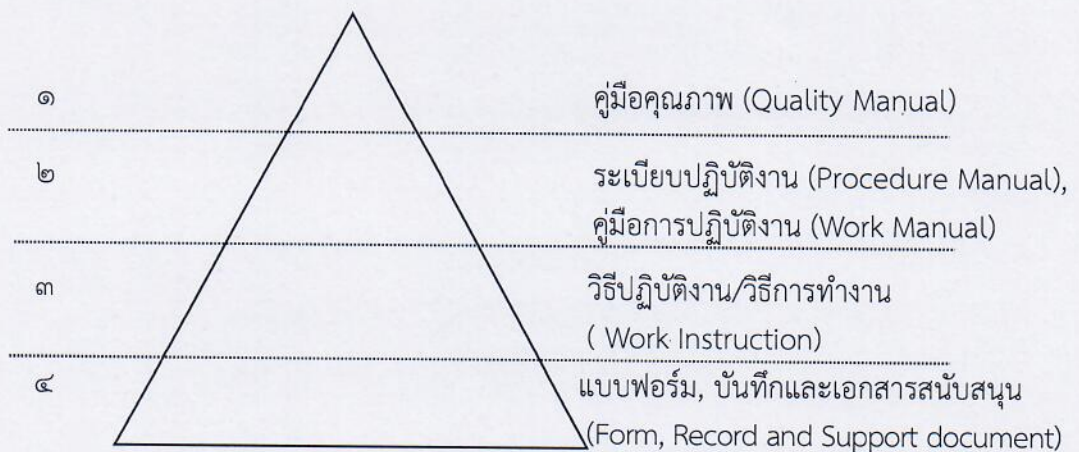 ๑ คู่มือคุณภาพ (Quality Manual)
๒ ระเบียบปฏิบัติงาน (Procedure Manual),
คู่มือการปฏิบัติงาน (Work Manual)
๓ วิธีปฏิบัติงาน/วิธีการทำงาน
( Work Instruction)
๔ แบบฟอร์ม, บันทึกและเอกสารสนับสนุน
(Form, Record and Support document)